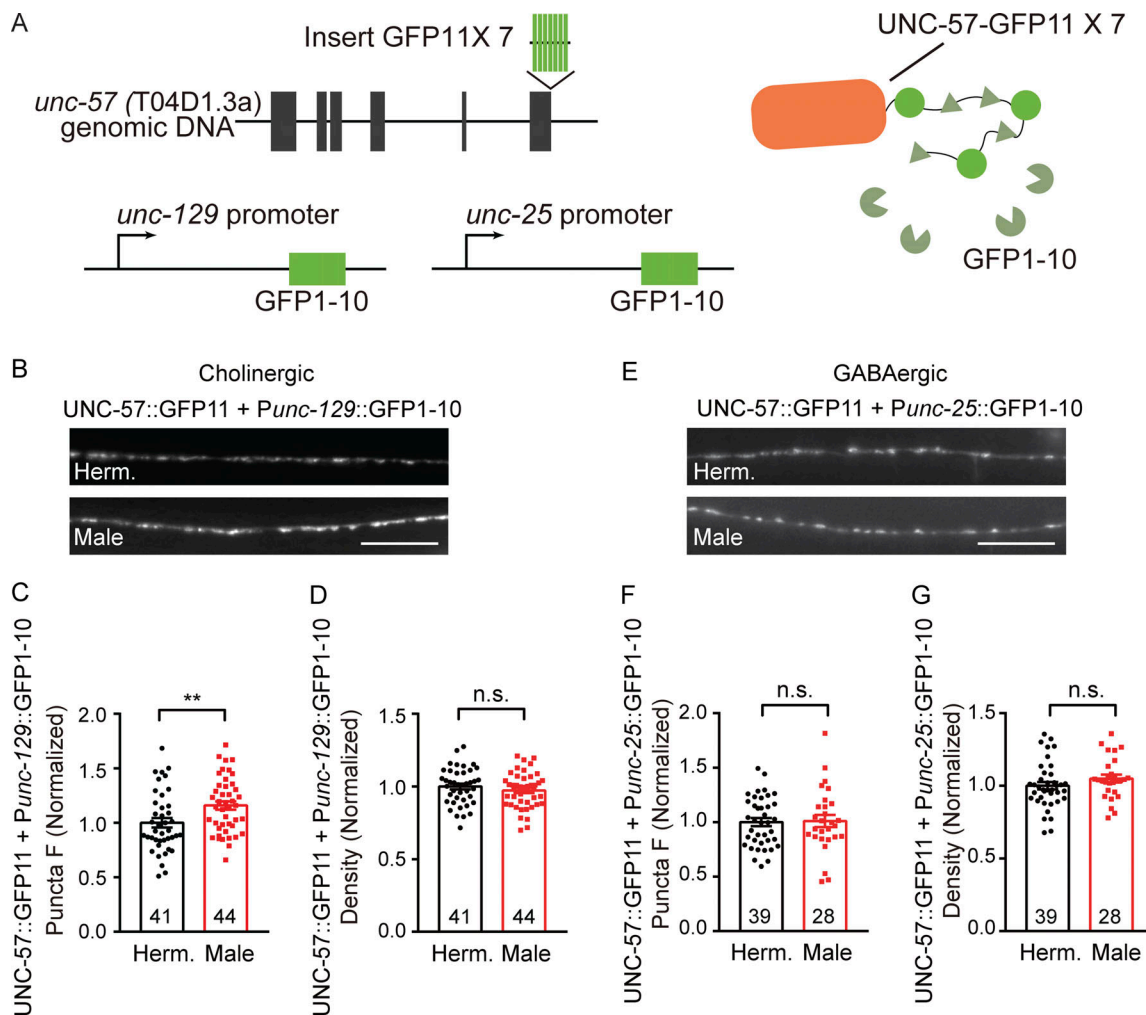 A
Insert GFP11X 7
unc-57 (T04D1.3a)
genomic DNA
UNC-57-GFP11 X 7
GFP1-10
unc-129 promoter
GFP1-10
unc-25 promoter
GFP1-10
B
Cholinergic
UNC-57::GFP11 + Punc-129::GFP1-10
Herm.
Male
E
GABAergic
UNC-57::GFP11 + Punc-25::GFP1-10
Herm.
Male
C
UNC-57::GFP11 + Punc-129::GFP1-10
Puncta F (Normalized)
2.0
1.5
1.0
0.5
0.0
**
41
44
Herm.
Male
D
UNC-57::GFP11 + Punc-129::GFP1-10
Density (Normalized)
1.5
1.0
0.5
0.0
n.s.
41
44
Herm.
Male
F
UNC-57::GFP11 + Punc-25::GFP1-10
Puncta F (Normalized)
2.0
1.5
1.0
0.5
0.0
n.s.
39
28
Herm.
Male
G
UNC-57::GFP11 + Punc-25::GFP1-10
Density (Normalized)
1.5
1.0
0.5
0.0
n.s.
39
28
Herm.
Male